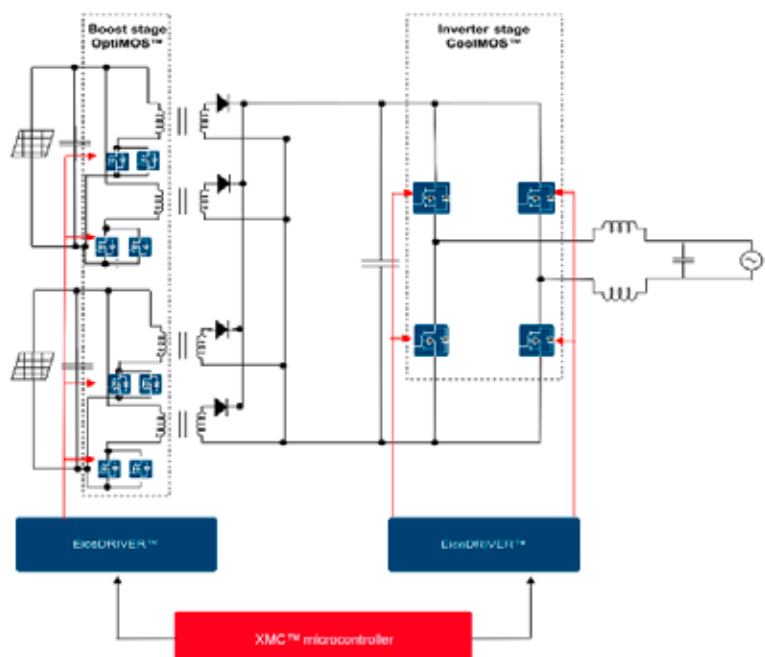 Boost stage
OptiMOS™
Inverter stage
CoolMOS™
EiceDRIVER™
EiceDRIVER™
XMC™ microcontroller